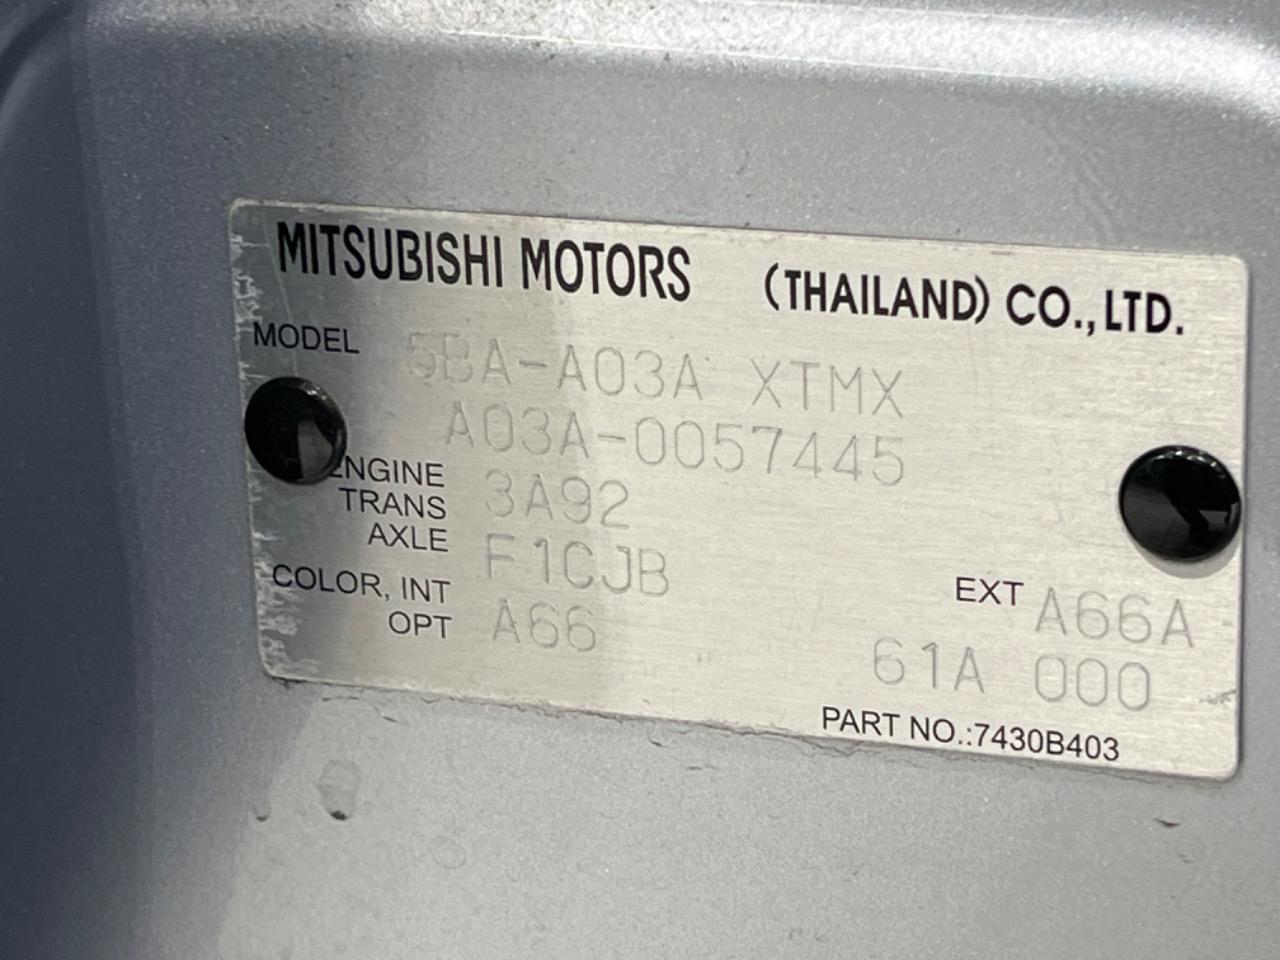 MITSUBISHI MOTORS (THAILAND) CO., LTD.
MODEL 5BA-A03A XTMX
A03A-0057445
ENGINE 3A92
TRANS
AXLE F1CJB
COLOR, INT A66 EXT A66A
OPT 61A 000
PART NO.:7430B403